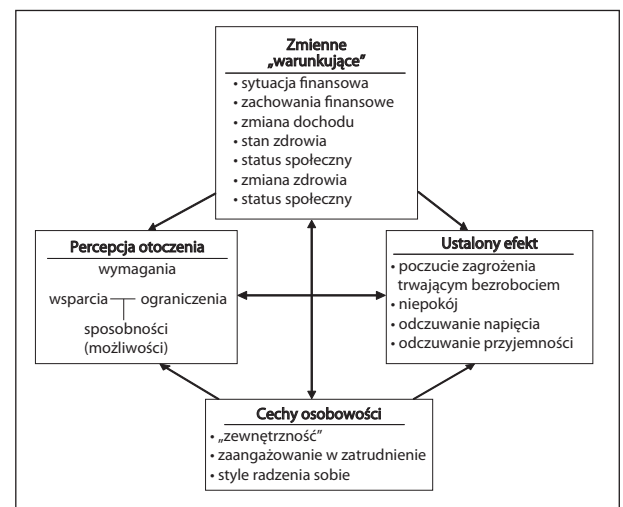 Zmienne
„warunkujące”
• sytuacja finansowa
• zachowania finansowe
• zmiana dochodu
• stan zdrowia
• status społeczny
• zmiana zdrowia
• status społeczny
Percepcja otoczenia
wymagania
wsparcia ograniczenia
sposobności
(możliwości)
Ustalony efekt
• poczucie zagrożenia
trwającym bezrobociem
• niepokój
• odczuwanie napięcia
• odczuwanie przyjemności
Cechy osobowości
• „zewnętrzność”
• zaangażowanie w zatrudnienie
• style radzenia sobie